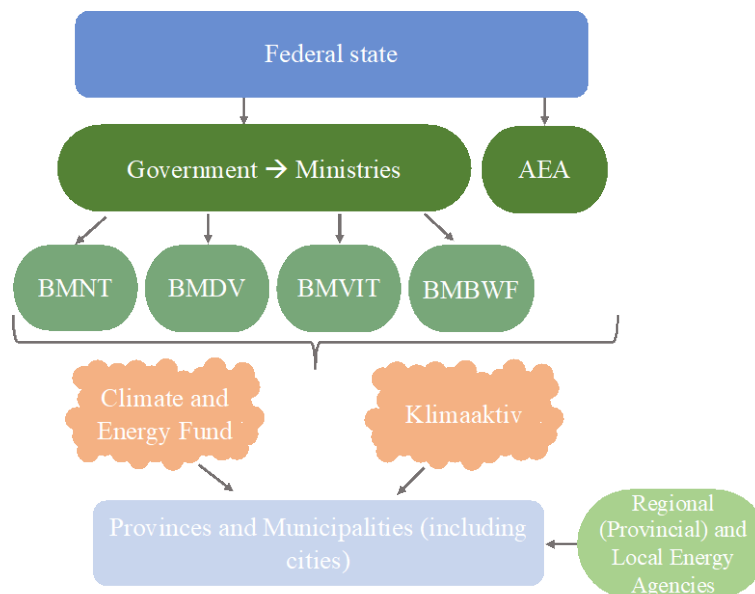 Federal state
Government → Ministries
AEA
BMNT
BMDV
BMVIT
BMBWF
Climate and
Energy Fund
Klimaaktiv
Provinces and Municipalities (including
cities)
Regional
(Provincial) and
Local Energy
Agencies